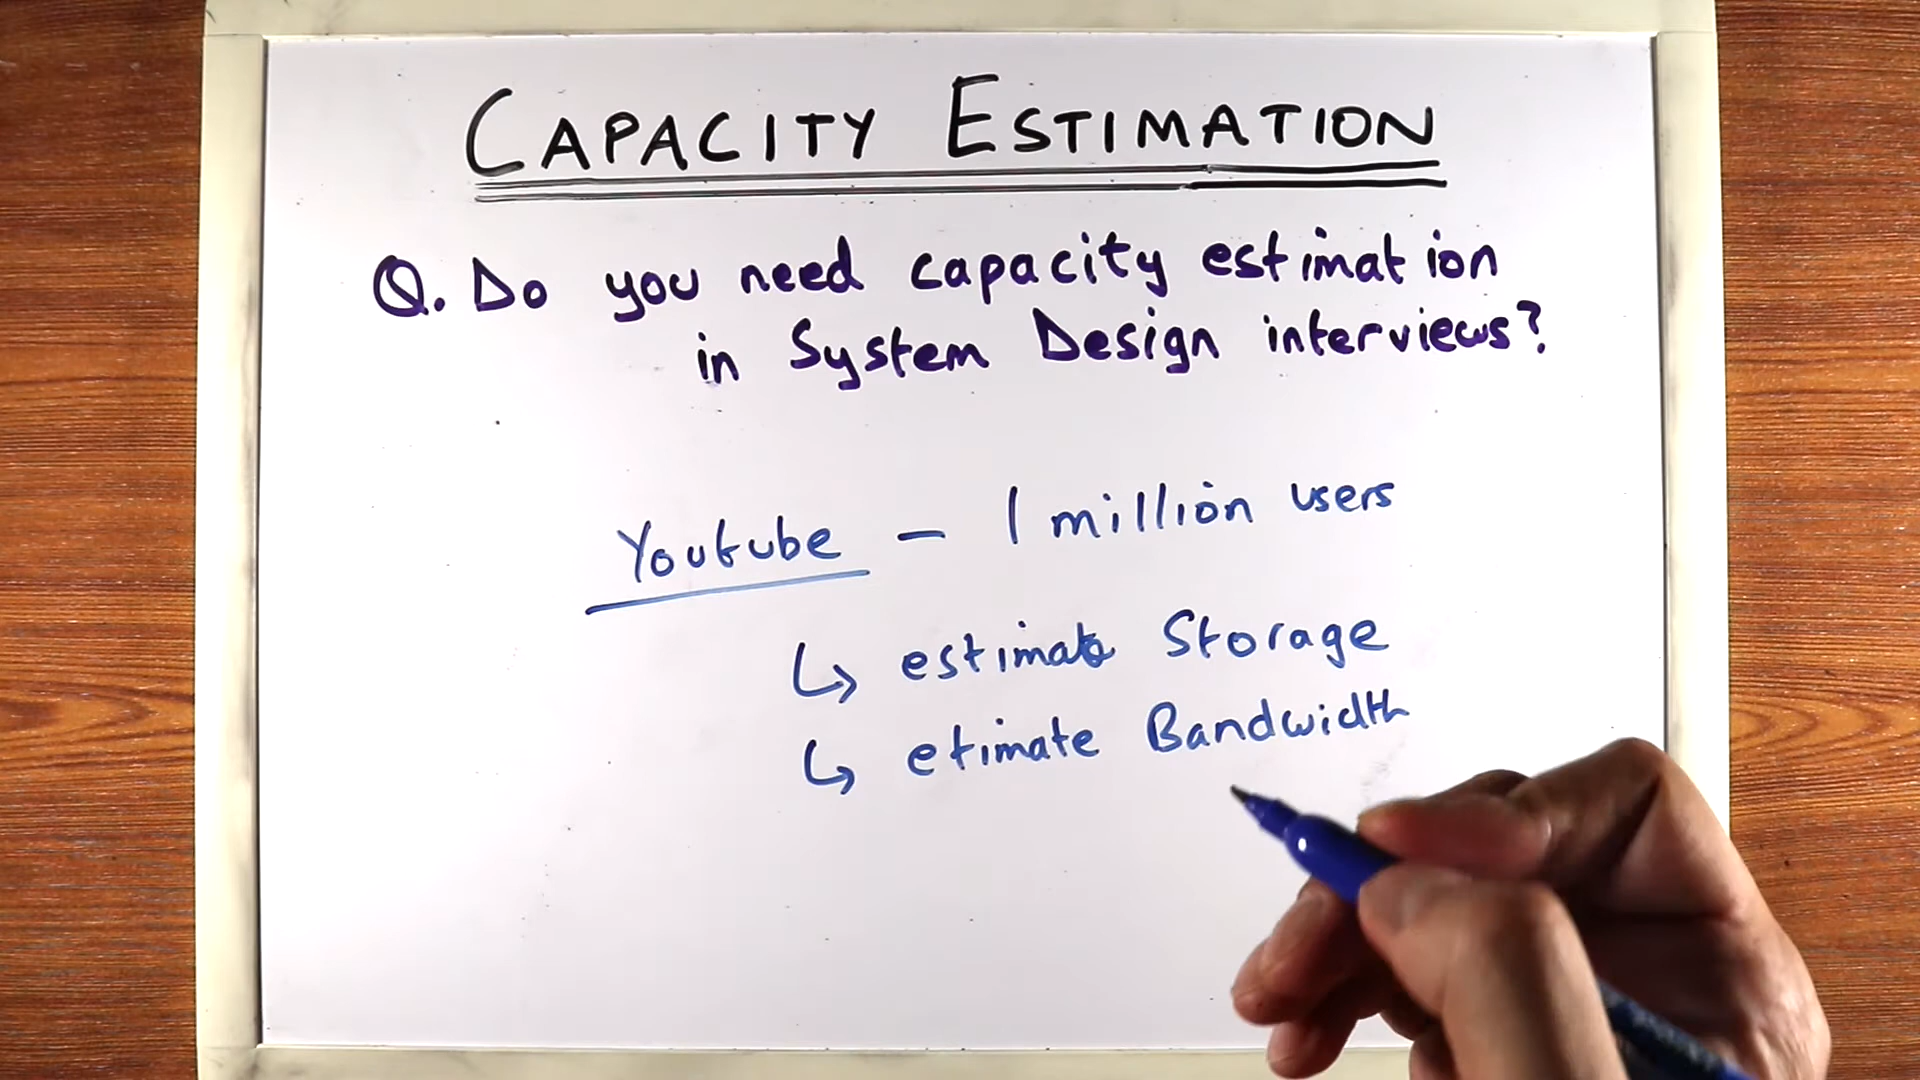 CAPACITY ESTIMATION
Q. Do you need capacity estimation
in System Design interviews?
Youtube – 1 million users
↳ estimate Storage
↳ etimate Bandwidth